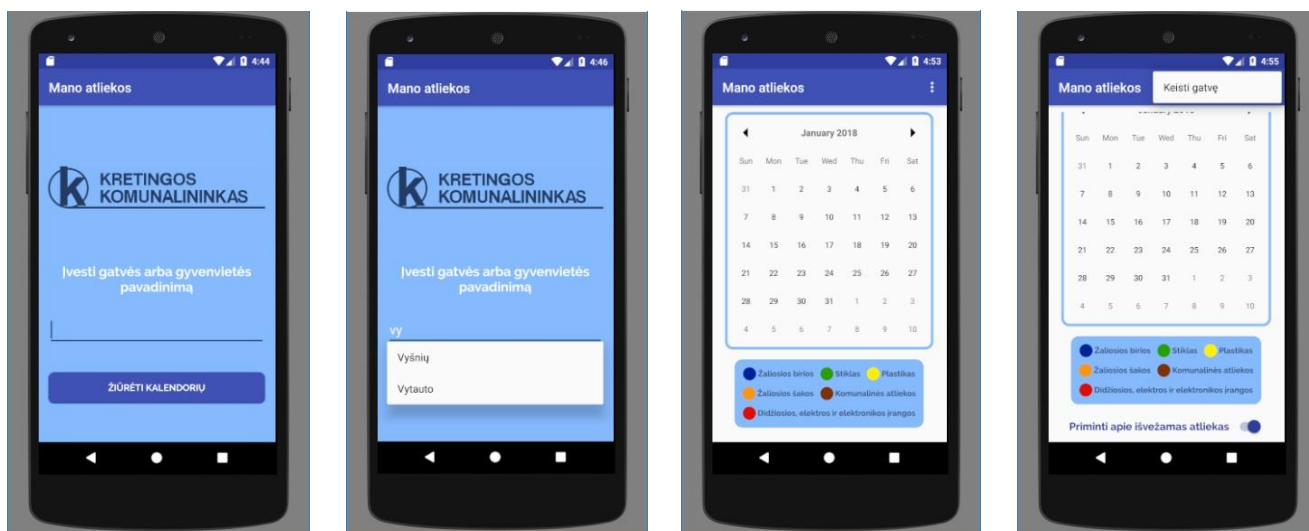 4:44
Mano atliekos
k KRETINGOS
KOMUNALININKAS
Įvesti gatvės arba gyvenvietės
pavadinimą
ŽIŪRĖTI KALENDORIŲ
4:46
Mano atliekos
k KRETINGOS
KOMUNALININKAS
Įvesti gatvės arba gyvenvietės
pavadinimą
vy
Vyšnių
Vytauto
4:53
Mano atliekos
January 2018
Sun Mon Tue Wed Thu Fri Sat
31 1 2 3 4 5 6
7 8 9 10 11 12 13
14 15 16 17 18 19 20
21 22 23 24 25 26 27
28 29 30 31 1 2 3
4 5 6 7 8 9 10
Žaliosios birios Stiklas Plastikas
Žaliosios šakos Komunalinės atliekos
Didžiosios, elektros ir elektronikos įrangos
4:55
Mano atliekos Keisti gatvę
Sun Mon Tue Wed Thu Fri Sat
31 1 2 3 4 5 6
7 8 9 10 11 12 13
14 15 16 17 18 19 20
21 22 23 24 25 26 27
28 29 30 31 1 2 3
4 5 6 7 8 9 10
Žaliosios birios Stiklas Plastikas
Žaliosios šakos Komunalinės atliekos
Didžiosios, elektros ir elektronikos įrangos
Priminti apie išvežamas atliekas